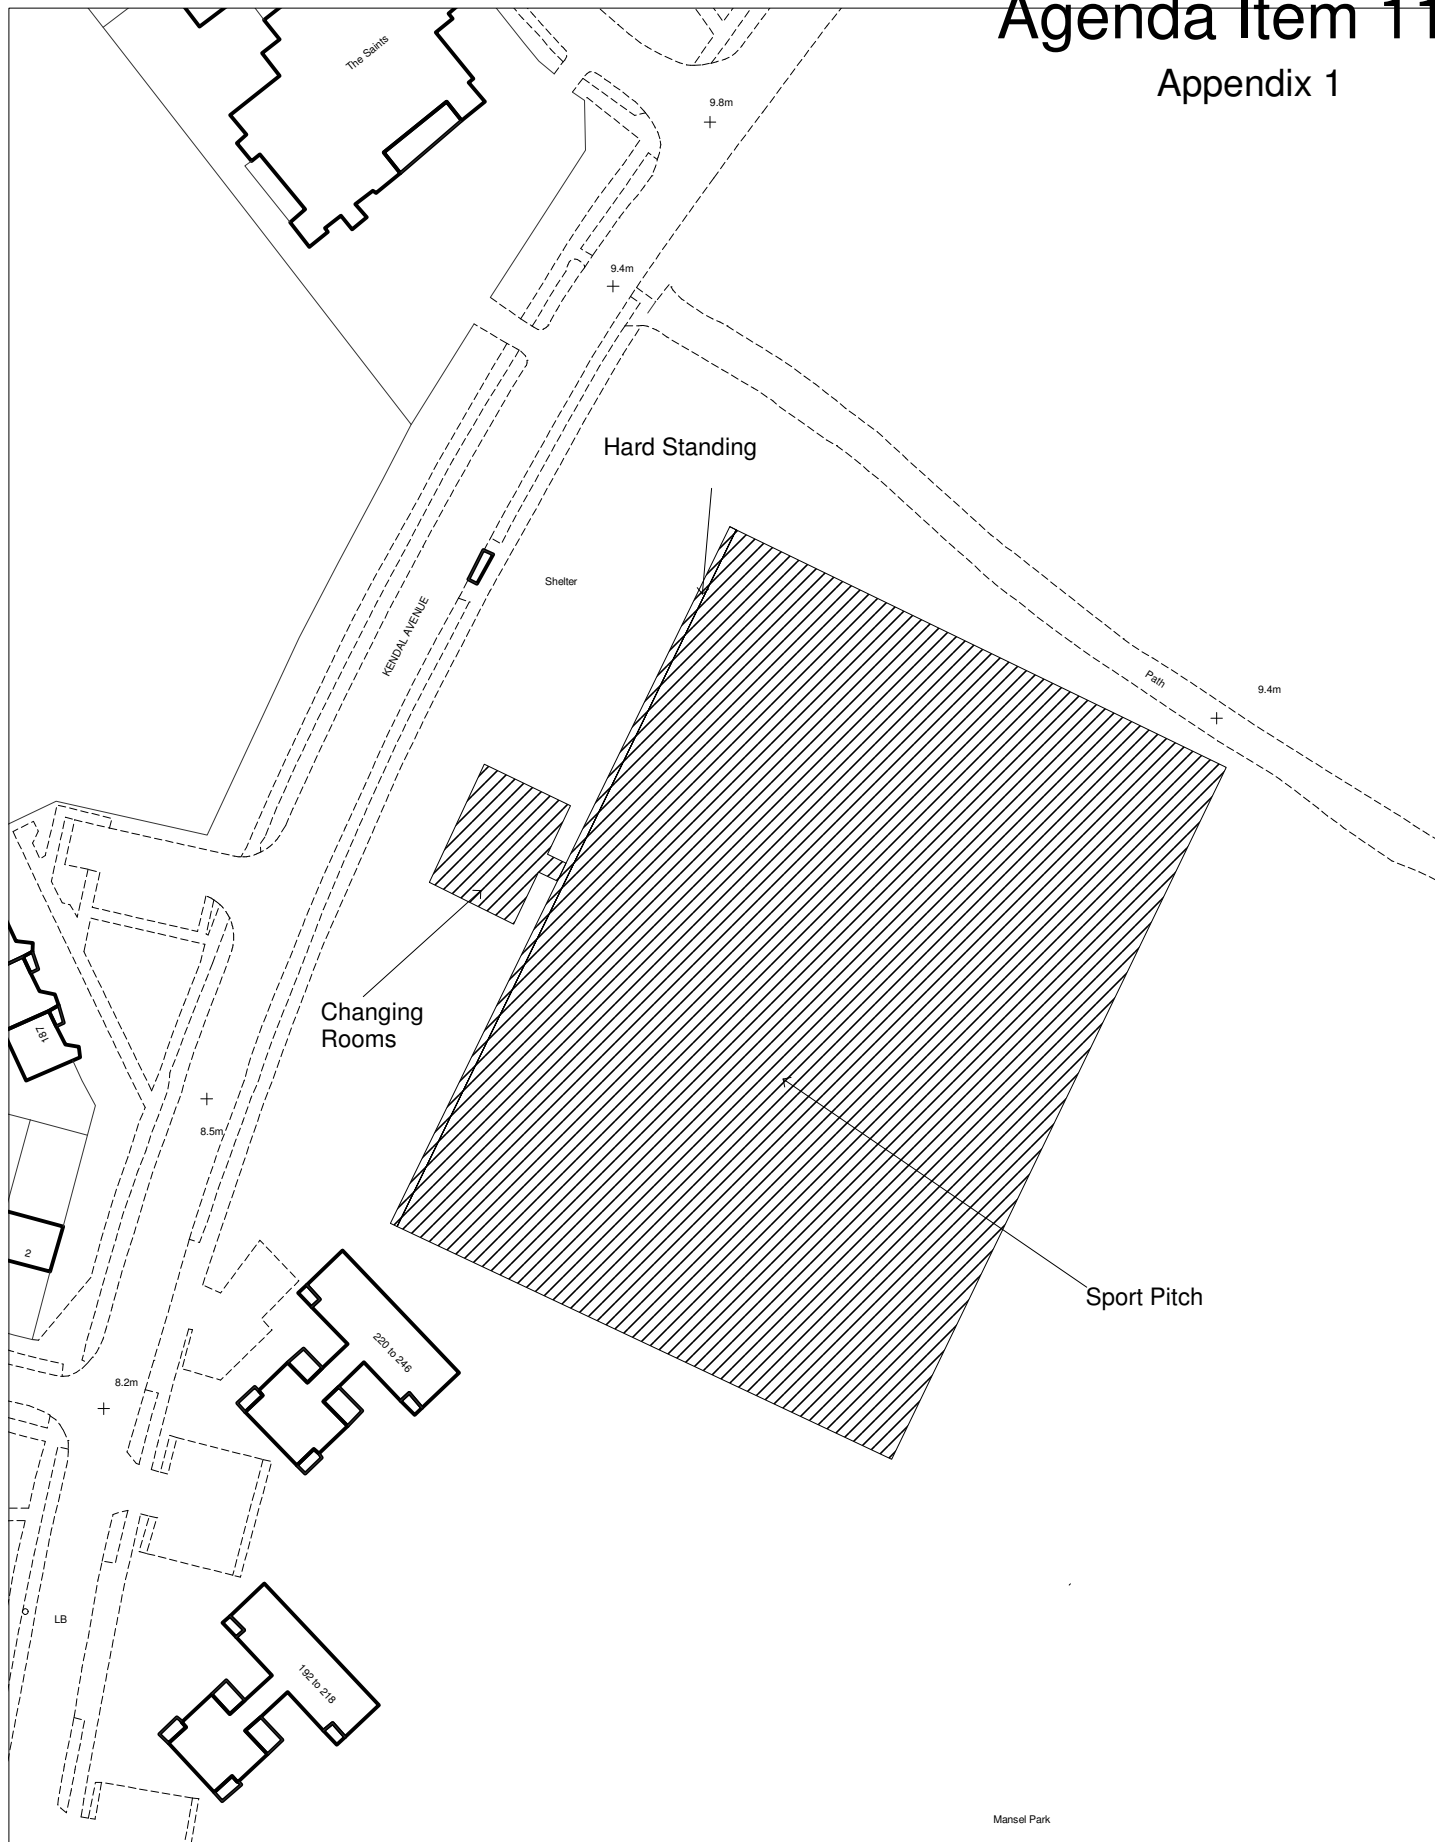 Agenda Item 11
Appendix 1
The Saints
9.8m
9.4m
Hard Standing
Shelter
KENDAL AVENUE
Path
9.4m
Changing
Rooms
187
8.5m
2
Sport Pitch
220 to 246
8.2m
LB
192 to 218
Mansel Park